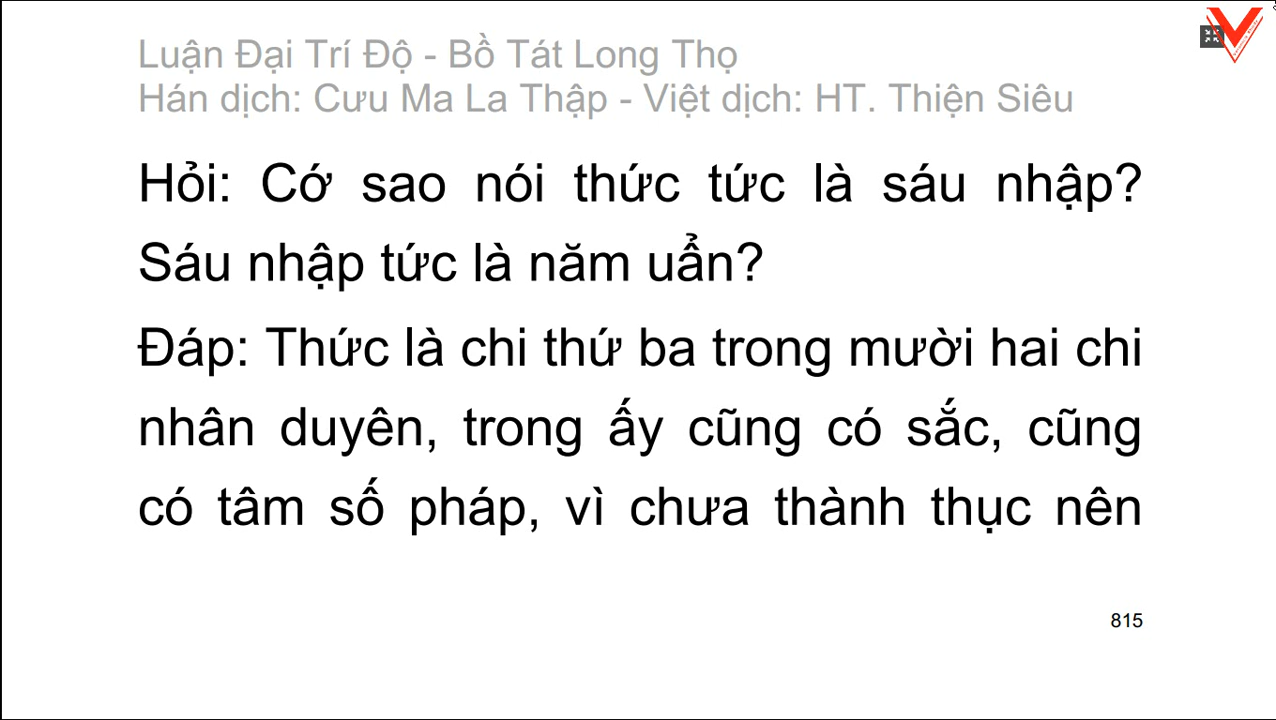 Luận Đại Trí Độ - Bồ Tát Long Thọ
Hán dịch: Cưu Ma La Thập - Việt dịch: HT. Thiện Siêu
Hỏi: Cớ sao nói thức tức là sáu nhập?
Sáu nhập tức là năm uẩn?
Đáp: Thức là chi thứ ba trong mười hai chi
nhân duyên, trong ấy cũng có sắc, cũng
có tâm số pháp, vì chưa thành thục nên
815